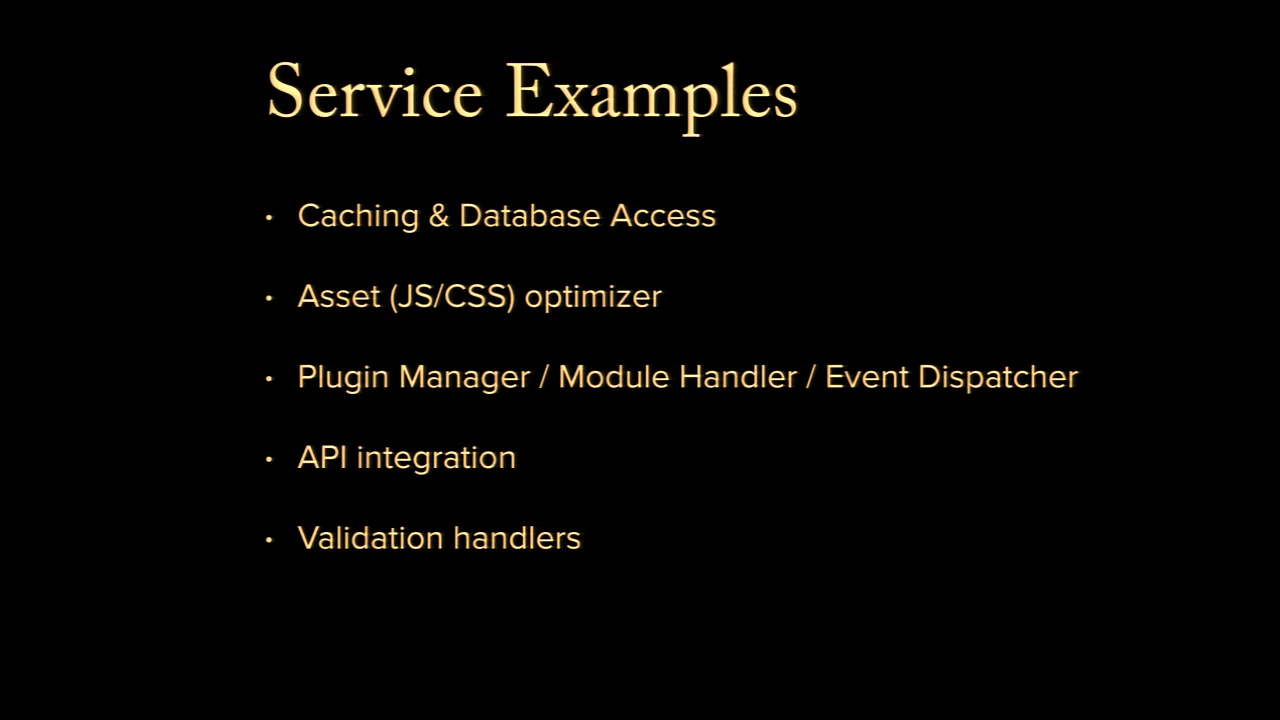 Service Examples
• Caching & Database Access
• Asset (JS/CSS) optimizer
• Plugin Manager / Module Handler / Event Dispatcher
• API integration
• Validation handlers